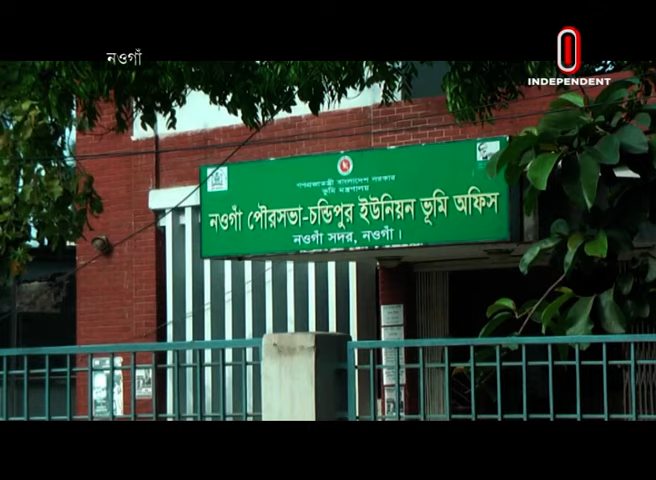 নওগাঁ
INDEPENDENT
গণপ্রজাতন্ত্রী বাংলাদেশ সরকার
ভূমি মন্ত্রণালয়
নওগাঁ পৌরসভা-চন্ডিপুর ইউনিয়ন ভূমি অফিস
নওগাঁ সদর, নওগাঁ।